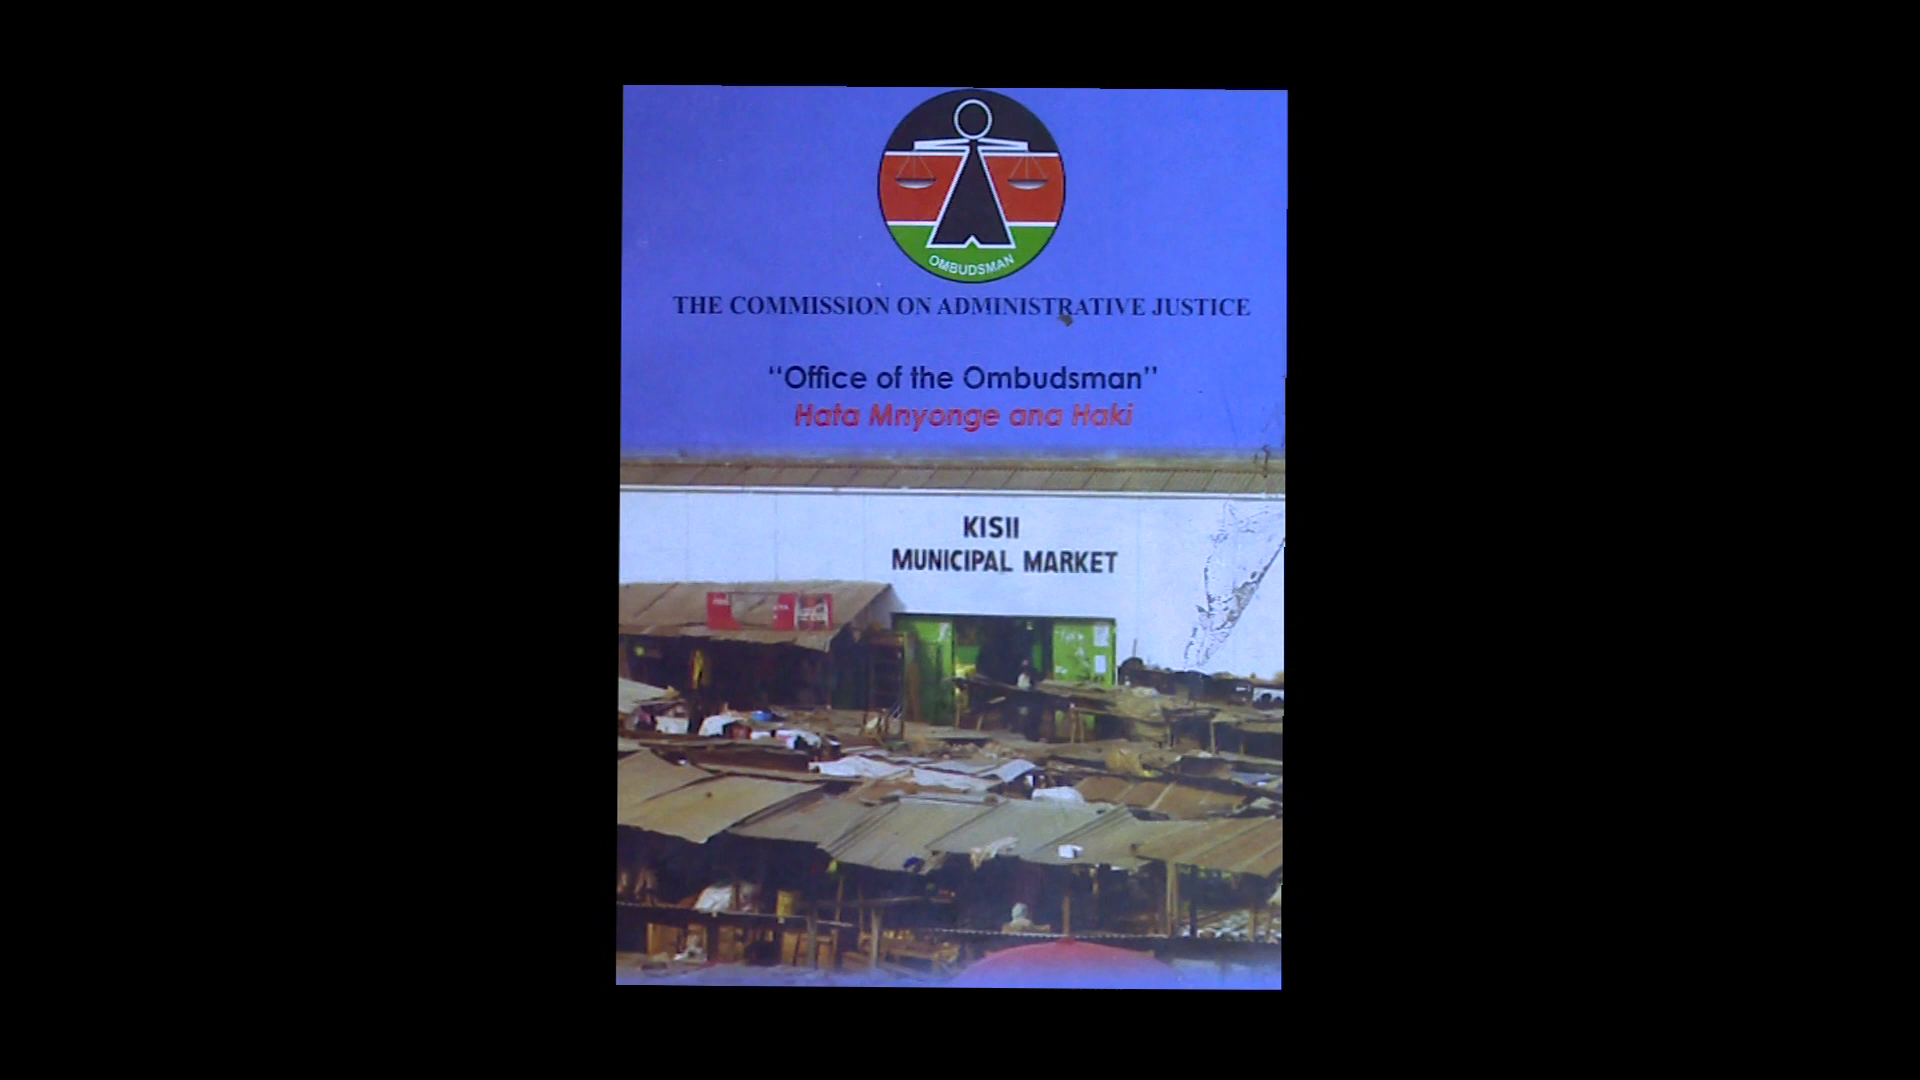 OMBUDSMAN
THE COMMISSION ON ADMINISTRATIVE JUSTICE
“Office of the Ombudsman”
Hata Mnyonge ana Haki
KISII
MUNICIPAL MARKET